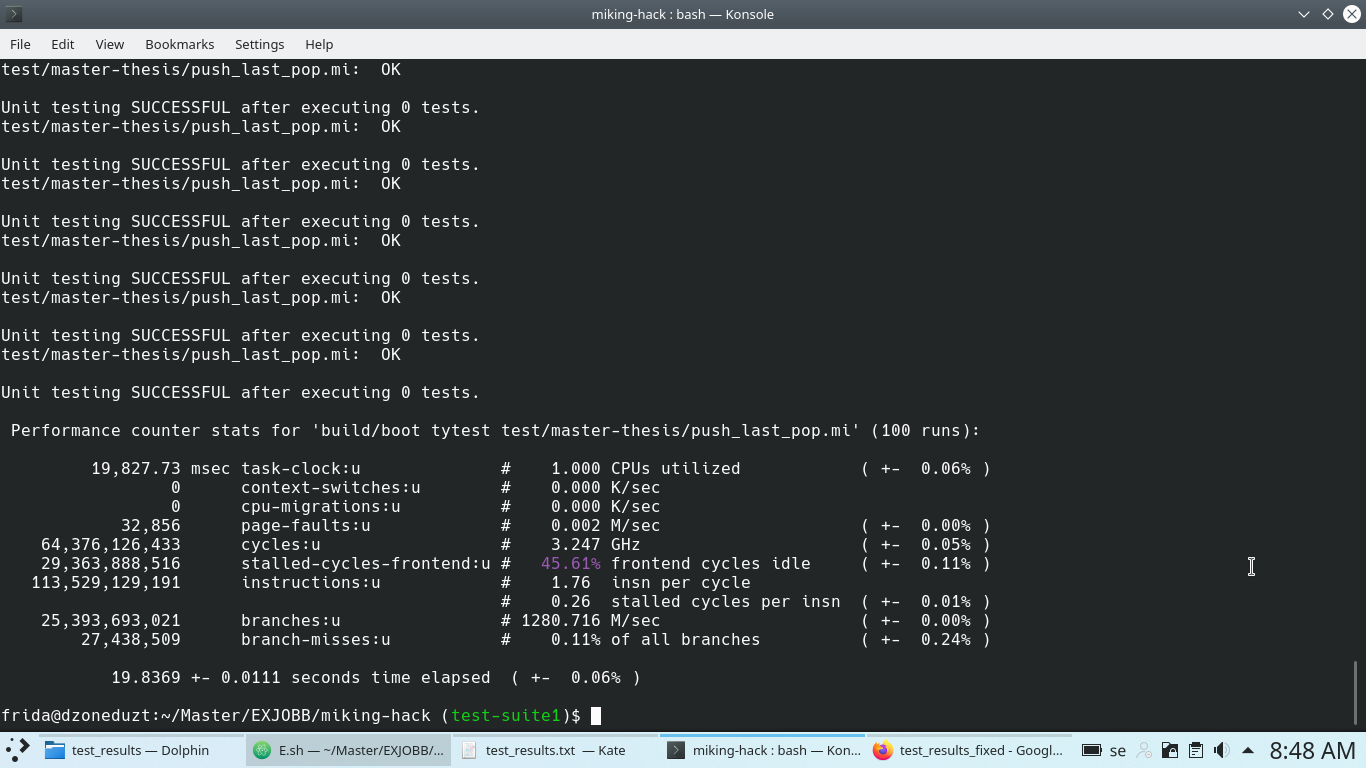 miking-hack : bash — Konsole
File Edit View Bookmarks Settings Help
test/master-thesis/push_last_pop.mi:  OK
Unit testing SUCCESSFUL after executing 0 tests.
test/master-thesis/push_last_pop.mi:  OK
Unit testing SUCCESSFUL after executing 0 tests.
test/master-thesis/push_last_pop.mi:  OK
Unit testing SUCCESSFUL after executing 0 tests.
test/master-thesis/push_last_pop.mi:  OK
Unit testing SUCCESSFUL after executing 0 tests.
test/master-thesis/push_last_pop.mi:  OK
Unit testing SUCCESSFUL after executing 0 tests.
test/master-thesis/push_last_pop.mi:  OK
Unit testing SUCCESSFUL after executing 0 tests.
Performance counter stats for 'build/boot tytest test/master-thesis/push_last_pop.mi' (100 runs):
19,827.73 msec task-clock:u # 1.000 CPUs utilized ( +- 0.06% )
0 context-switches:u # 0.000 K/sec
0 cpu-migrations:u # 0.000 K/sec
32,856 page-faults:u # 0.002 M/sec ( +- 0.00% )
64,376,126,433 cycles:u # 3.247 GHz ( +- 0.05% )
29,363,888,516 stalled-cycles-frontend:u # 45.61% frontend cycles idle ( +- 0.11% )
113,529,129,191 instructions:u # 1.76 insn per cycle
# 0.26 stalled cycles per insn ( +- 0.01% )
25,393,693,021 branches:u # 1280.716 M/sec ( +- 0.00% )
27,438,509 branch-misses:u # 0.11% of all branches ( +- 0.24% )
19.8369 +- 0.0111 seconds time elapsed ( +- 0.06% )
frida@dzoneduzt:~/Master/EXJOBB/miking-hack (test-suite1)$
test_results — Dolphin E.sh — ~/Master/EXJOBB/... test_results.txt — Kate miking-hack : bash — Kon... test_results_fixed - Googl... se 8:48 AM